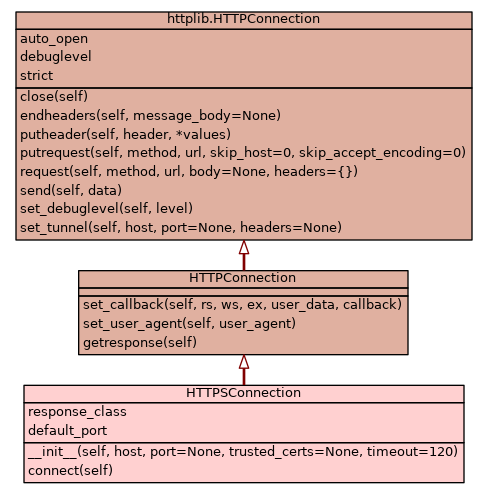 httplib.HTTPConnection
auto_open
debuglevel
strict
close(self)
endheaders(self, message_body=None)
putheader(self, header, *values)
putrequest(self, method, url, skip_host=0, skip_accept_encoding=0)
request(self, method, url, body=None, headers={})
send(self, data)
set_debuglevel(self, level)
set_tunnel(self, host, port=None, headers=None)
HTTPConnection
set_callback(self, rs, ws, ex, user_data, callback)
set_user_agent(self, user_agent)
getresponse(self)
HTTPSConnection
response_class
default_port
__init__(self, host, port=None, trusted_certs=None, timeout=120)
connect(self)